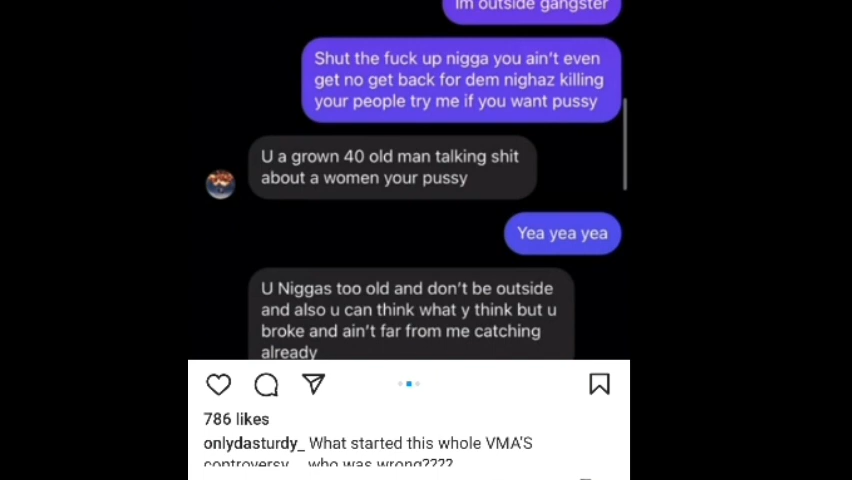 Im outside gangster
Shut the fuck up nigga you ain't even
get no get back for dem nighaz killing
your people try me if you want pussy
U a grown 40 old man talking shit
about a women your pussy
Yea yea yea
U Niggas too old and don't be outside
and also u can think what y think but u
broke and ain't far from me catching
already
786 likes
onlydasturdy_ What started this whole VMA'S
controversy... who was wrong????